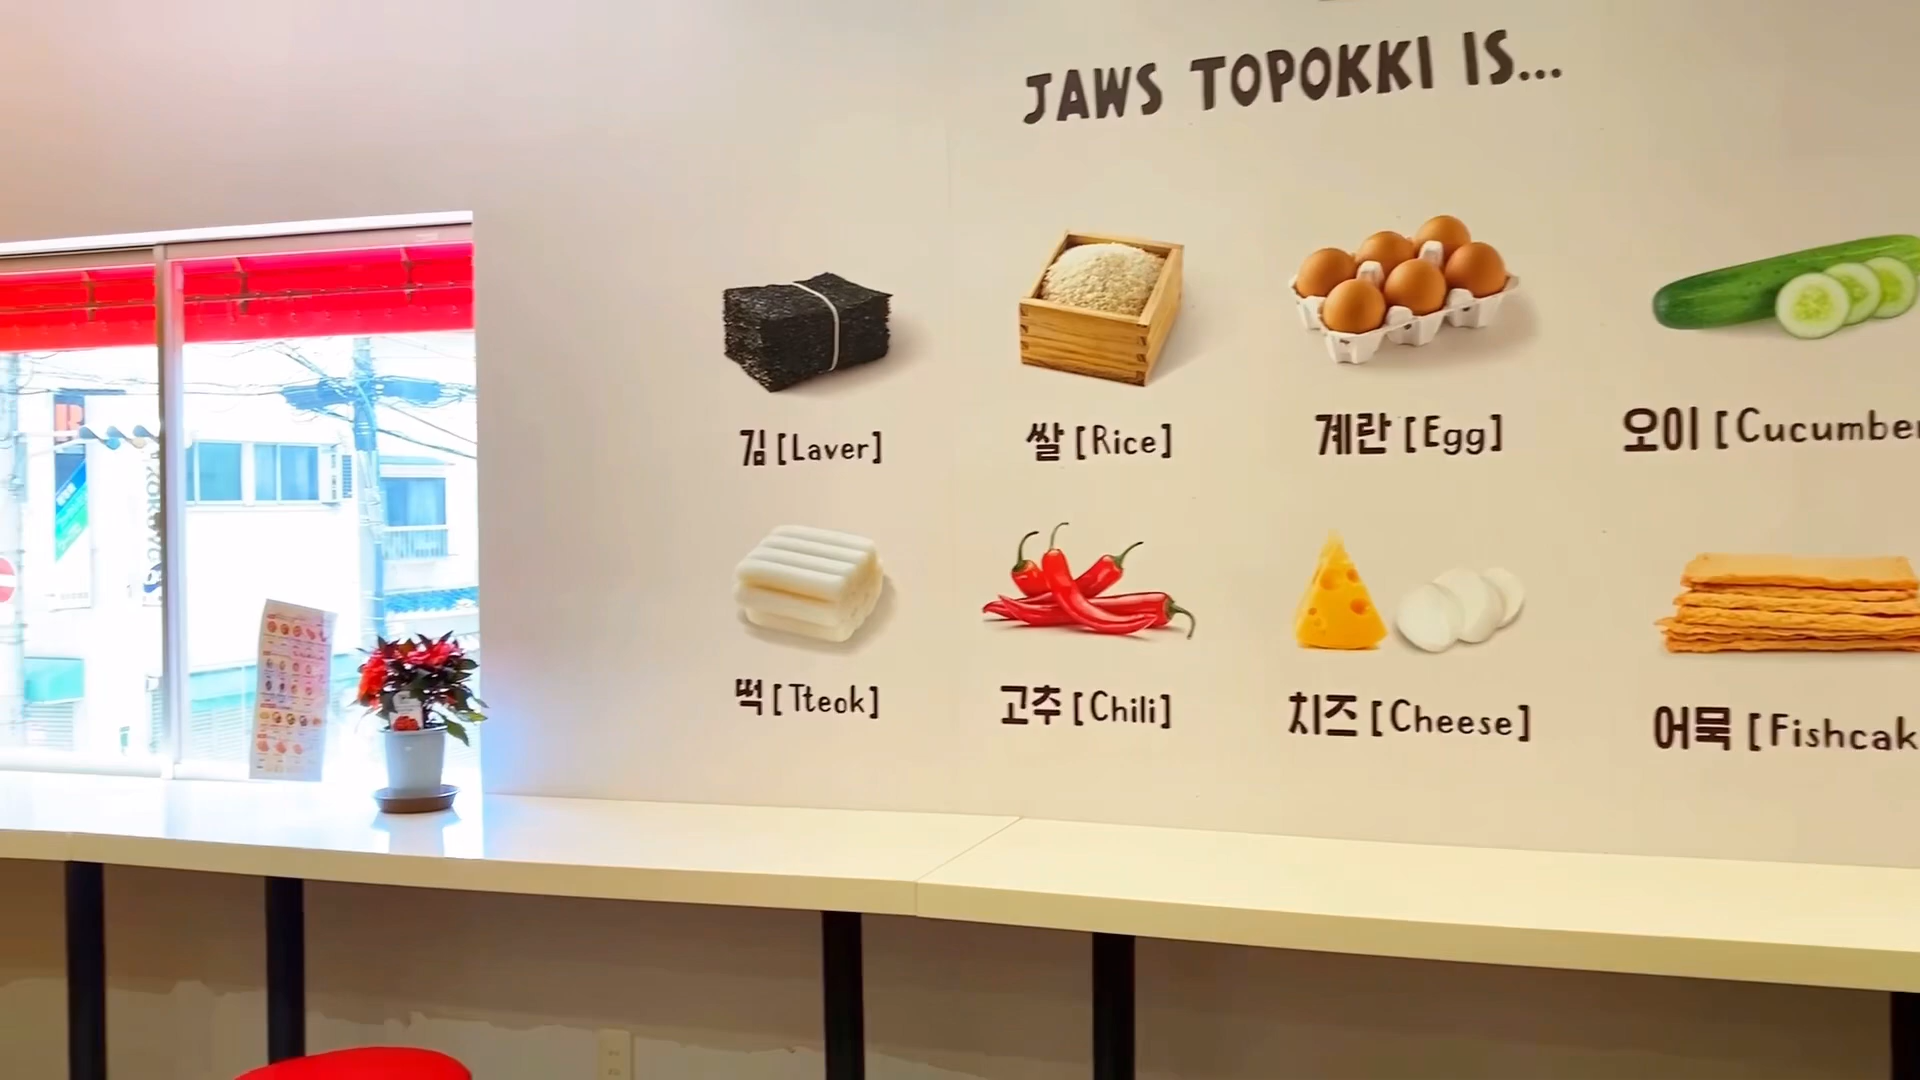 JAWS TOPOKKI IS...
김 [Laver]
쌀 [Rice]
계란 [Egg]
오이 [Cucumber
떡 [Tteok]
고추 [Chili]
치즈 [Cheese]
어묵 [Fishcak